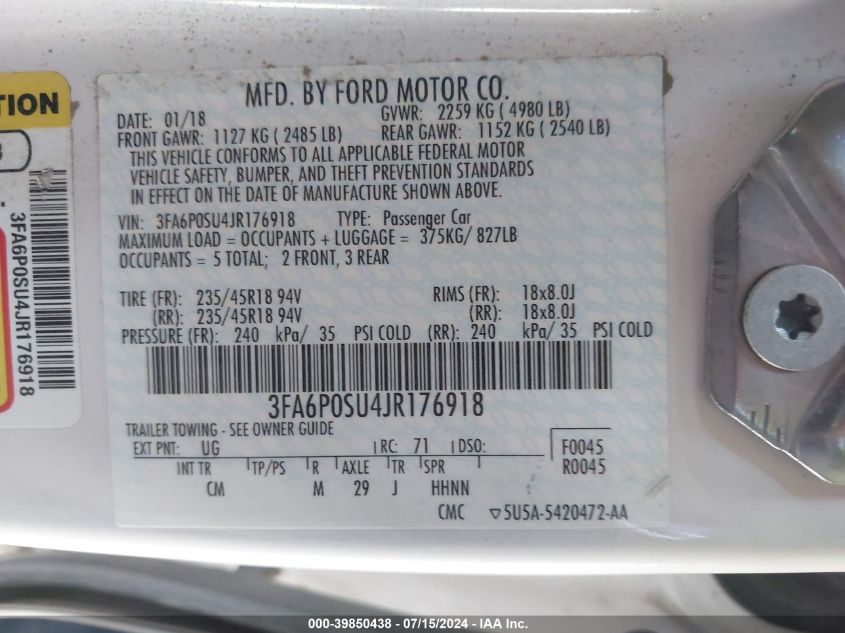 TION
3FA6P0SU4JR176918
MFD. BY FORD MOTOR CO.
DATE: 01/18 GVWR: 2259 KG ( 4980 LB)
FRONT GAWR: 1127 KG ( 2485 LB) REAR GAWR: 1152 KG ( 2540 LB)
THIS VEHICLE CONFORMS TO ALL APPLICABLE FEDERAL MOTOR
VEHICLE SAFETY, BUMPER, AND THEFT PREVENTION STANDARDS
IN EFFECT ON THE DATE OF MANUFACTURE SHOWN ABOVE.
VIN: 3FA6P0SU4JR176918 TYPE: Passenger Car
MAXIMUM LOAD = OCCUPANTS + LUGGAGE = 375KG/ 827LB
OCCUPANTS = 5 TOTAL; 2 FRONT, 3 REAR
TIRE (FR): 235/45R18 94V RIMS (FR): 18x8.0J
(RR): 235/45R18 94V (RR): 18x8.0J
PRESSURE (FR): 240 kPa/ 35 PSI COLD (RR): 240 kPa/ 35 PSI COLD
3FA6P0SU4JR176918
TRAILER TOWING - SEE OWNER GUIDE
EXT PNT: UG RC: 71 DSO: F0045
INT TR TP/PS R AXLE TR SPR R0045
CM M 29 J HHNN
CMC ▽5U5A-5420472-AA
000-39850438 - 07/15/2024 - IAA Inc.